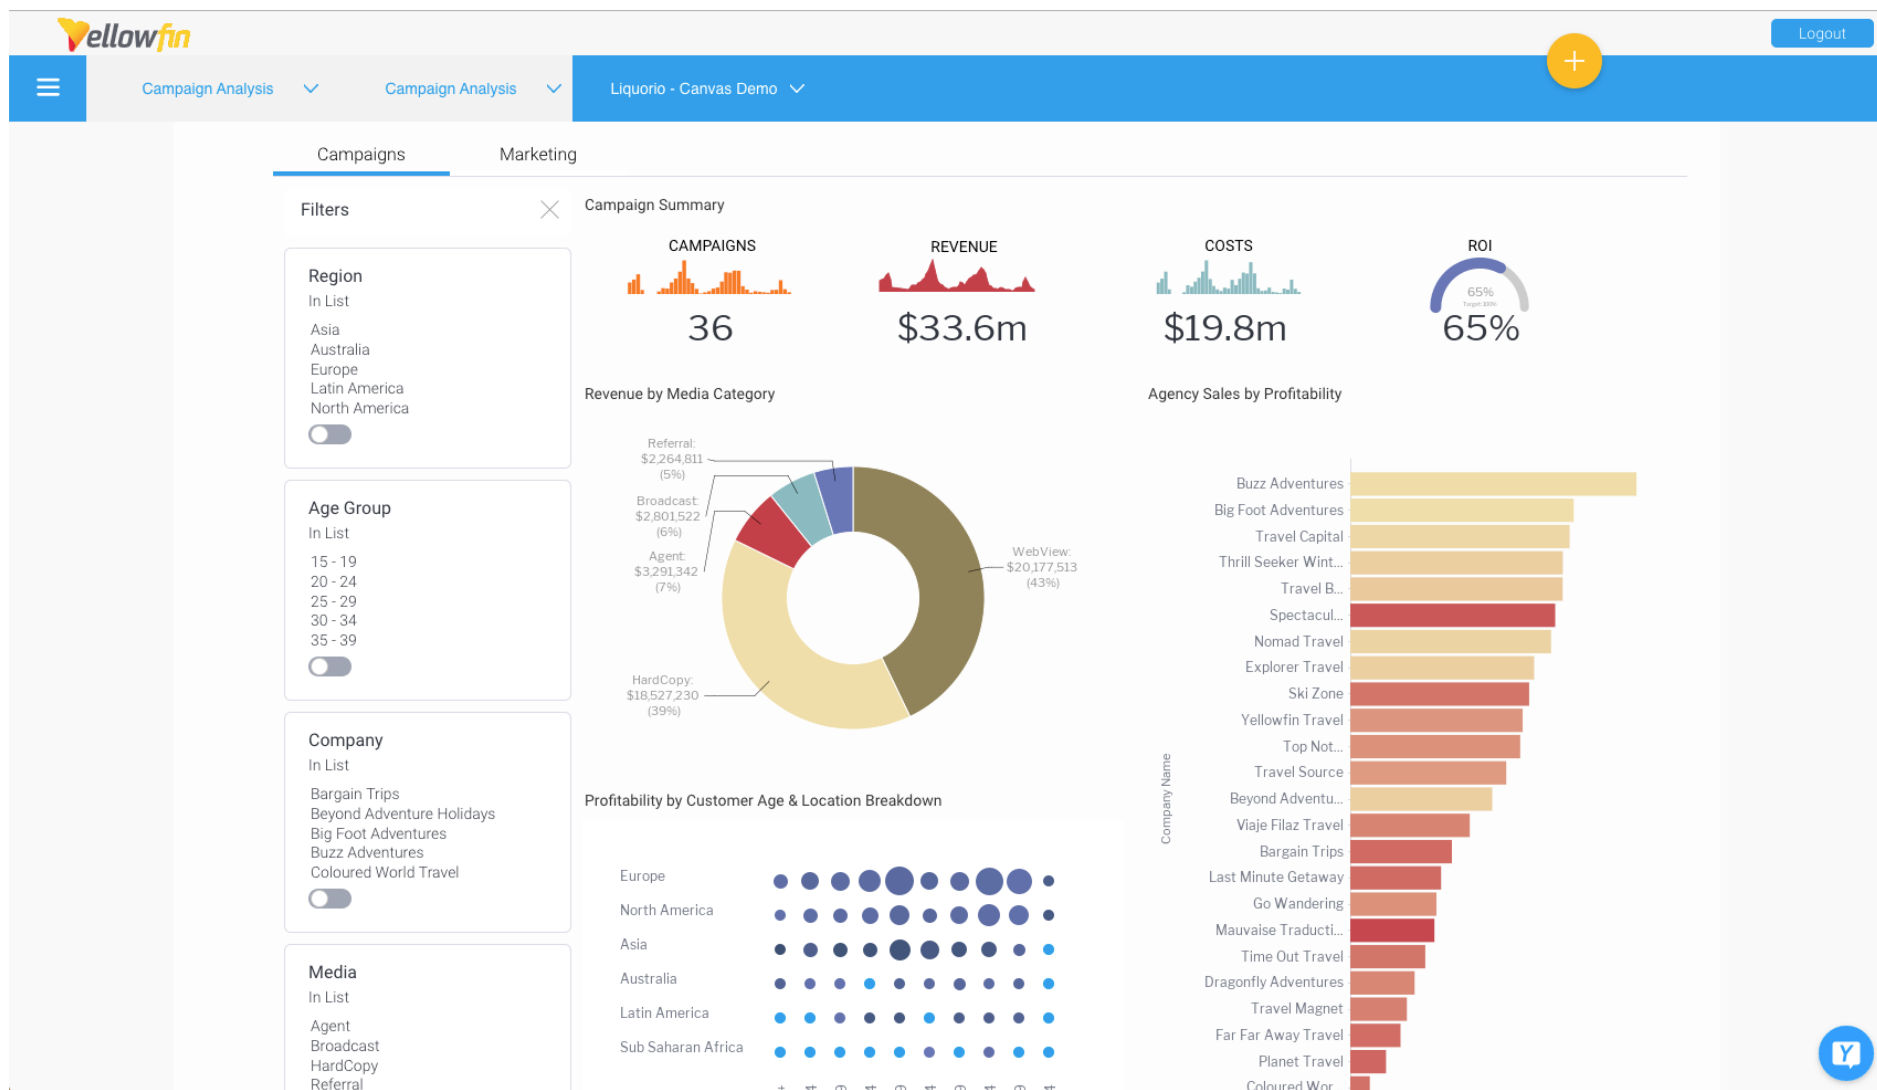 Yellowfin
Logout
Campaign Analysis
Campaign Analysis
Liquorio - Canvas Demo
Campaigns
Marketing
Filters
Region
In List
Asia
Australia
Europe
Latin America
North America
Age Group
In List
15 - 19
20 - 24
25 - 29
30 - 34
35 - 39
Company
In List
Bargain Trips
Beyond Adventure Holidays
Big Foot Adventures
Buzz Adventures
Coloured World Travel
Media
In List
Agent
Broadcast
HardCopy
Referral
Campaign Summary
CAMPAIGNS
36
REVENUE
$33.6m
COSTS
$19.8m
ROI
65%
Target 100%
65%
Revenue by Media Category
Referral:
$2,264,811
(5%)
Broadcast:
$2,801,522
(6%)
Agent:
$3,291,342
(7%)
HardCopy:
$18,527,230
(39%)
WebView:
$20,177,513
(43%)
Profitability by Customer Age & Location Breakdown
Europe
North America
Asia
Australia
Latin America
Sub Saharan Africa
Agency Sales by Profitability
Company Name
Buzz Adventures
Big Foot Adventures
Travel Capital
Thrill Seeker Wint...
Travel B...
Spectacul...
Nomad Travel
Explorer Travel
Ski Zone
Yellowfin Travel
Top Not...
Travel Source
Beyond Adventu...
Viaje Filaz Travel
Bargain Trips
Last Minute Getaway
Go Wandering
Mauvaise Traducti...
Time Out Travel
Dragonfly Adventures
Travel Magnet
Far Far Away Travel
Planet Travel
Coloured Wor...
Y